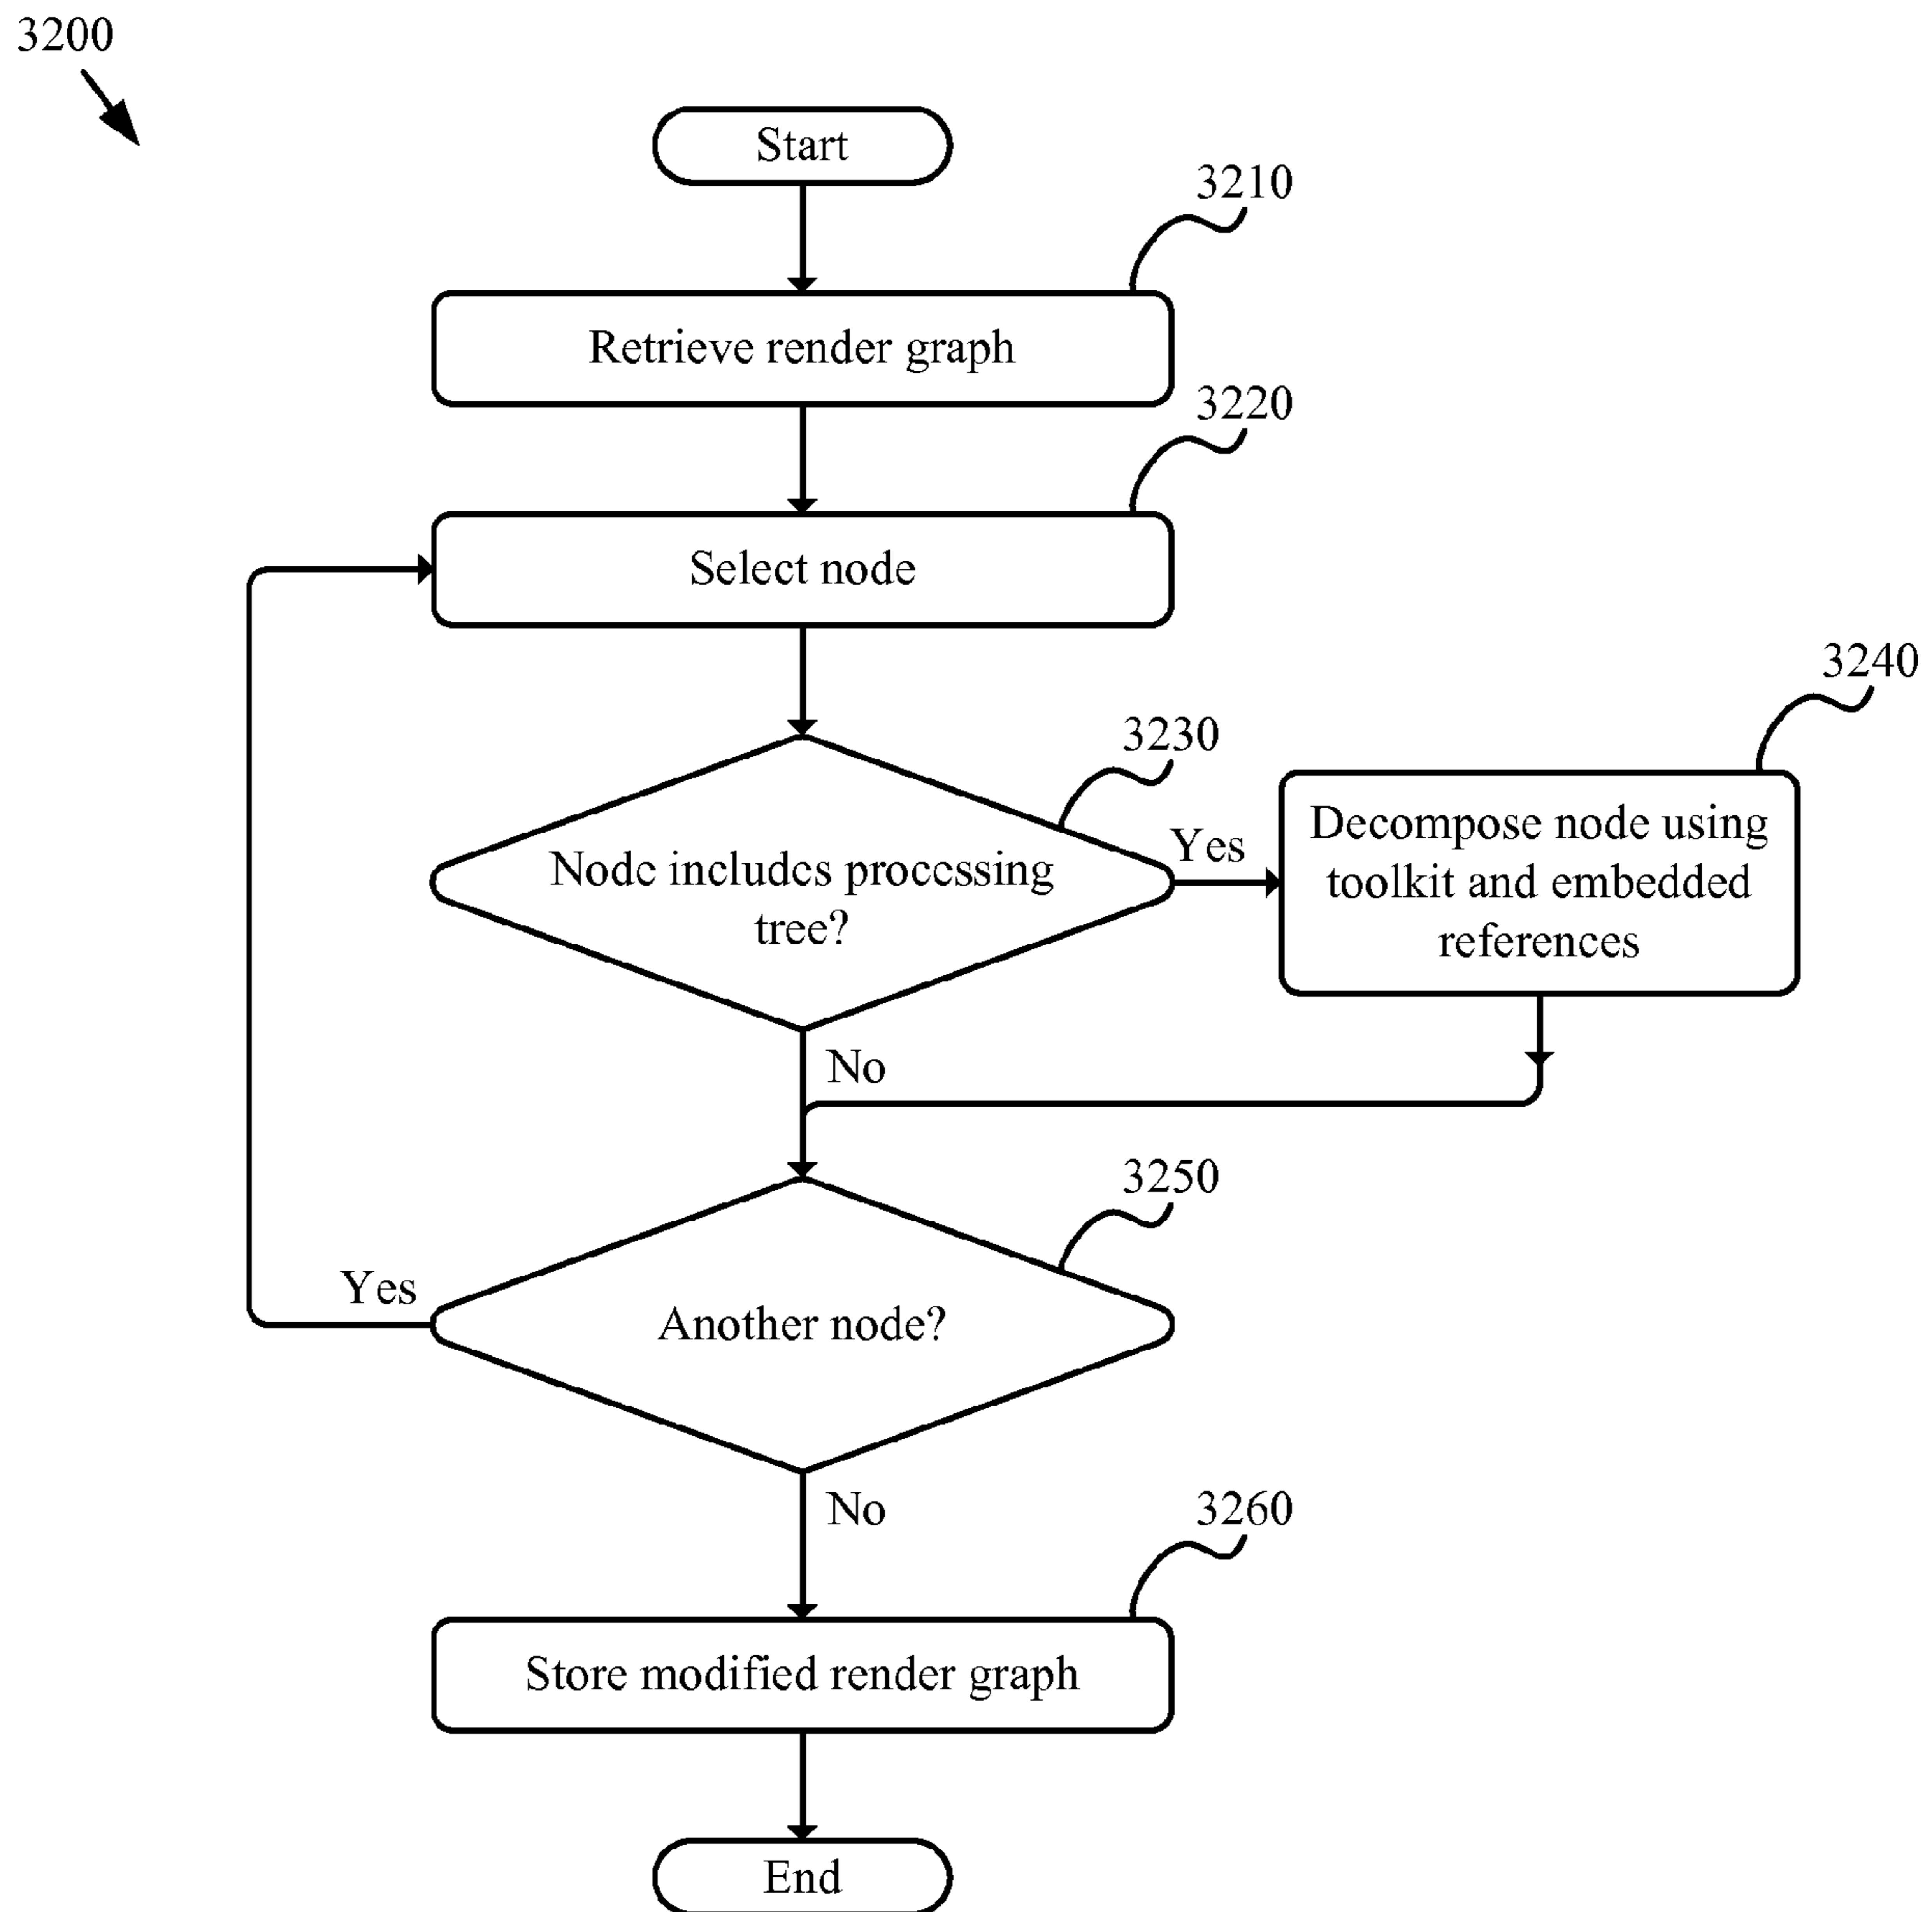 3200
Start
3210
Retrieve render graph
3220
Select node
3230
Node includes processing
tree?
Yes
3240
Decompose node using
toolkit and embedded
references
No
3250
Another node?
Yes
No
3260
Store modified render graph
End